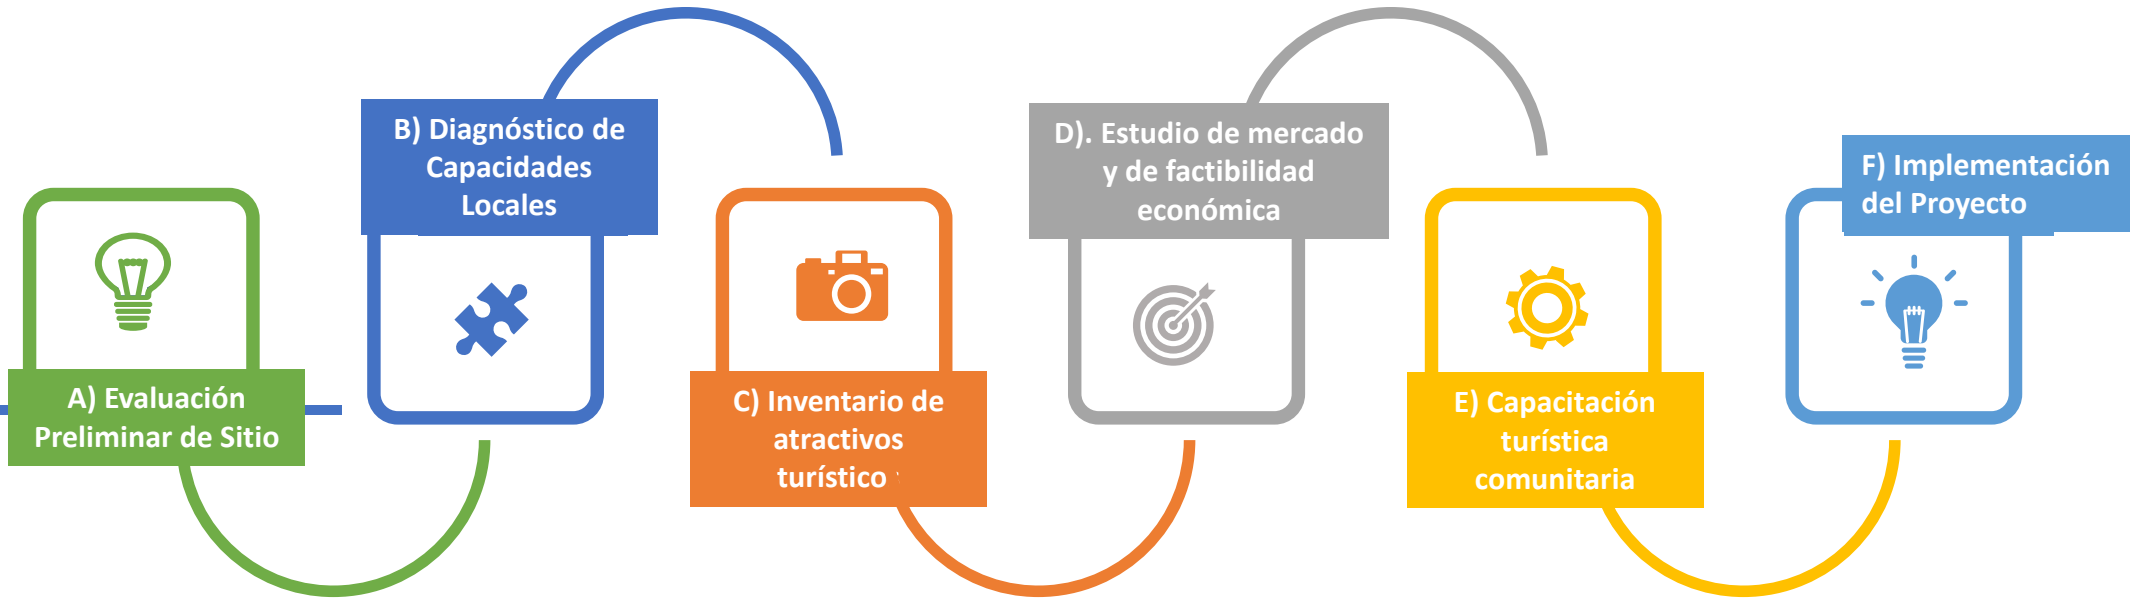 A) Evaluación
Preliminar de Sitio
B) Diagnóstico de
Capacidades
Locales
C) Inventario de
atractivos
turístico
D). Estudio de mercado
y de factibilidad
económica
E) Capacitación
turística
comunitaria
F) Implementación
del Proyecto